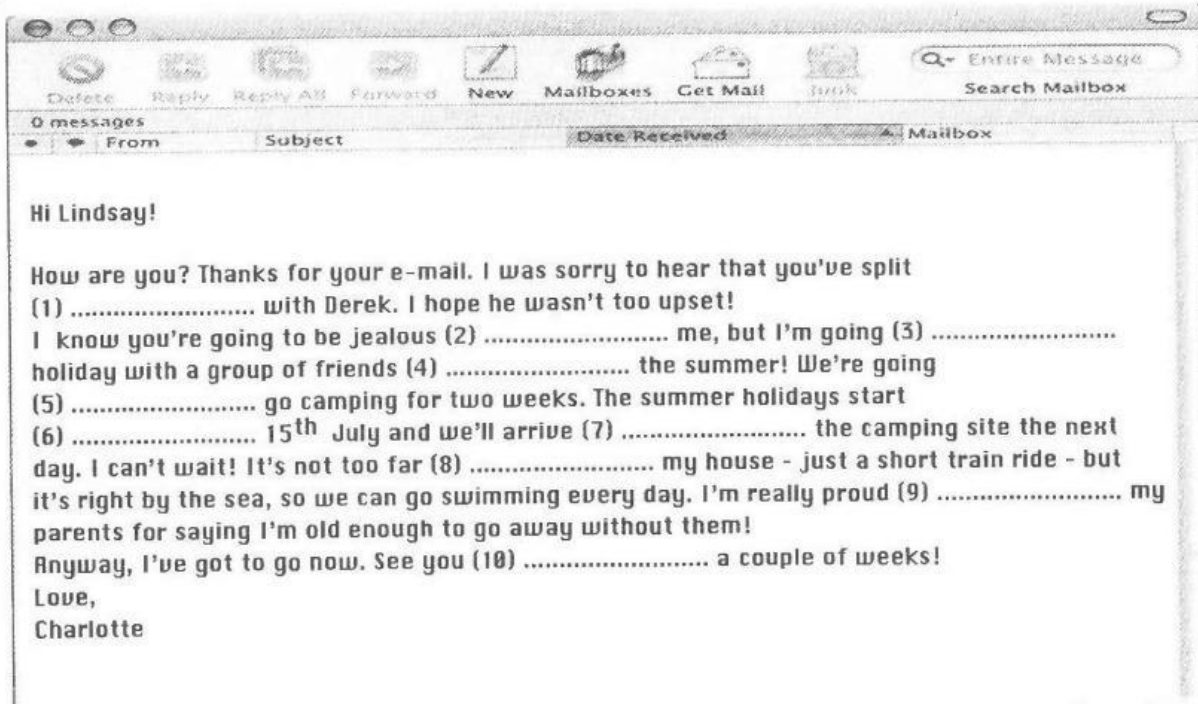 Entire Message
Delete Reply Reply All Forward New Mailboxes Get Mail Junk Search Mailbox
0 messages
From Subject Date Received Mailbox
Hi Lindsay!
How are you? Thanks for your e-mail. I was sorry to hear that you've split
(1) .......................... with Derek. I hope he wasn't too upset!
I know you're going to be jealous (2) .......................... me, but I'm going (3) ..........................
holiday with a group of friends (4) .......................... the summer! We're going
(5) .......................... go camping for two weeks. The summer holidays start
(6) .......................... 15th July and we'll arrive (7) .......................... the camping site the next
day. I can't wait! It's not too far (8) .......................... my house - just a short train ride - but
it's right by the sea, so we can go swimming every day. I'm really proud (9) .......................... my
parents for saying I'm old enough to go away without them!
Anyway, I've got to go now. See you (10) .......................... a couple of weeks!
Love,
Charlotte